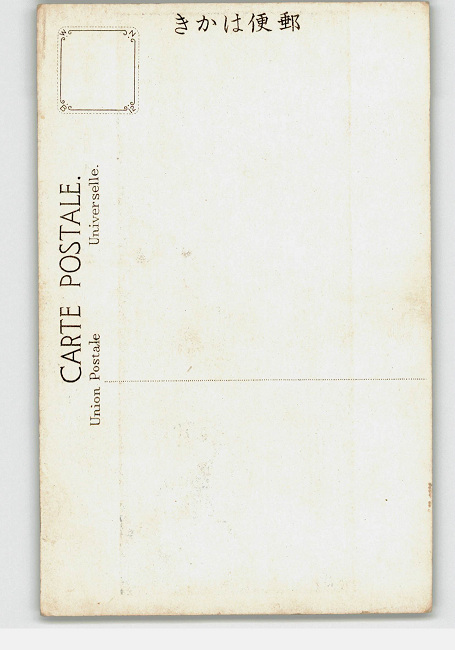 郵便はかき
CARTE POSTALE.
Union Postale Universelle.